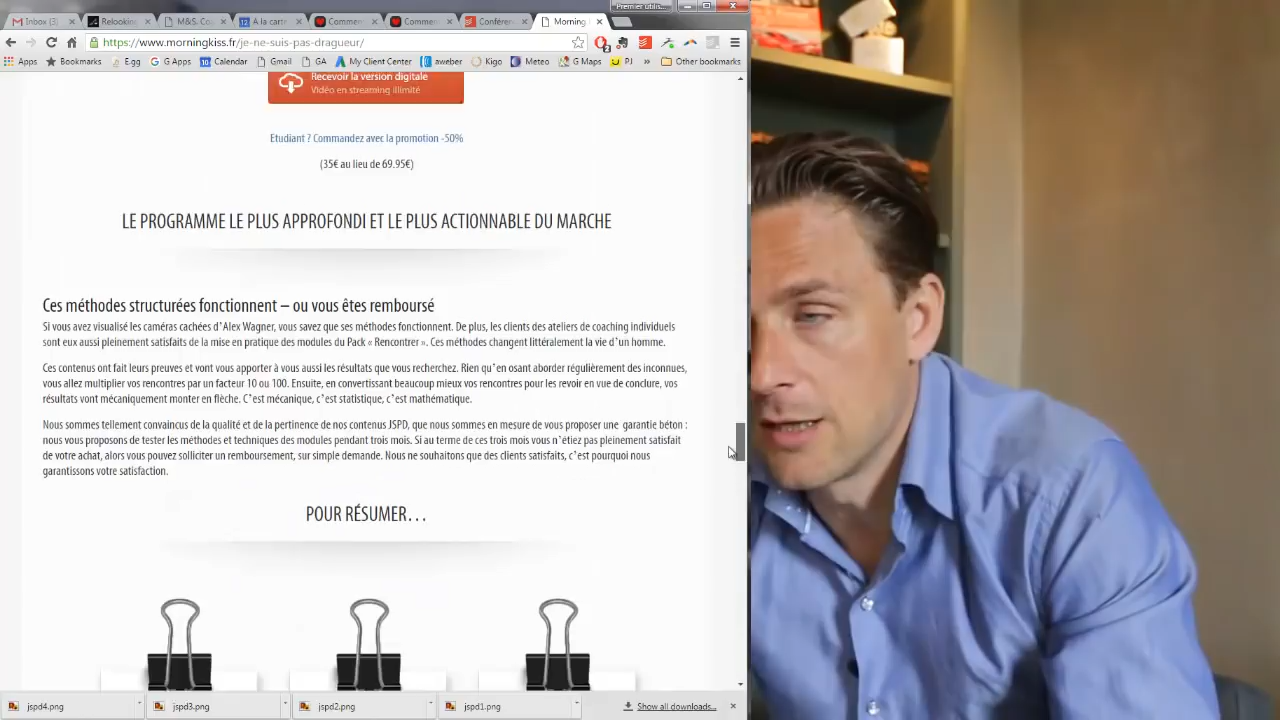 Premier utilis...
Inbox (3)
Relookin
M&S. Co
A la carte
Commen
Commen
Conféren
Morning
https://www.morningkiss.fr/je-ne-suis-pas-dragueur/
Apps Bookmarks E.gg G Apps Calendar Gmail GA My Client Center aweber Kigo Meteo G Maps PJ » Other bookmarks
Recevoir la version digitale
Vidéo en streaming illimité
Etudiant ? Commandez avec la promotion -50%
(35€ au lieu de 69.95€)
LE PROGRAMME LE PLUS APPROFONDI ET LE PLUS ACTIONNABLE DU MARCHE
Ces méthodes structurées fonctionnent – ou vous êtes remboursé
Si vous avez visualisé les caméras cachées d'Alex Wagner, vous savez que ses méthodes fonctionnent. De plus, les clients des ateliers de coaching individuels
sont eux aussi pleinement satisfaits de la mise en pratique des modules du Pack « Rencontrer ». Ces méthodes changent littéralement la vie d'un homme.
Ces contenus ont fait leurs preuves et vont vous apporter à vous aussi les résultats que vous recherchez. Rien qu'en osant aborder régulièrement des inconnues,
vous allez multiplier vos rencontres par un facteur 10 ou 100. Ensuite, en convertissant beaucoup mieux vos rencontres pour les revoir en vue de conclure, vos
résultats vont mécaniquement monter en flèche. C'est mécanique, c'est statistique, c'est mathématique.
Nous sommes tellement convaincus de la qualité et de la pertinence de nos contenus JSPD, que nous sommes en mesure de vous proposer une garantie béton :
nous vous proposons de tester les méthodes et techniques des modules pendant trois mois. Si au terme de ces trois mois vous n'étiez pas pleinement satisfait
de votre achat, alors vous pouvez solliciter un remboursement, sur simple demande. Nous ne souhaitons que des clients satisfaits, c'est pourquoi nous
garantissons votre satisfaction.
POUR RÉSUMER…
jspd4.png jspd3.png jspd2.png jspd1.png Show all downloads...